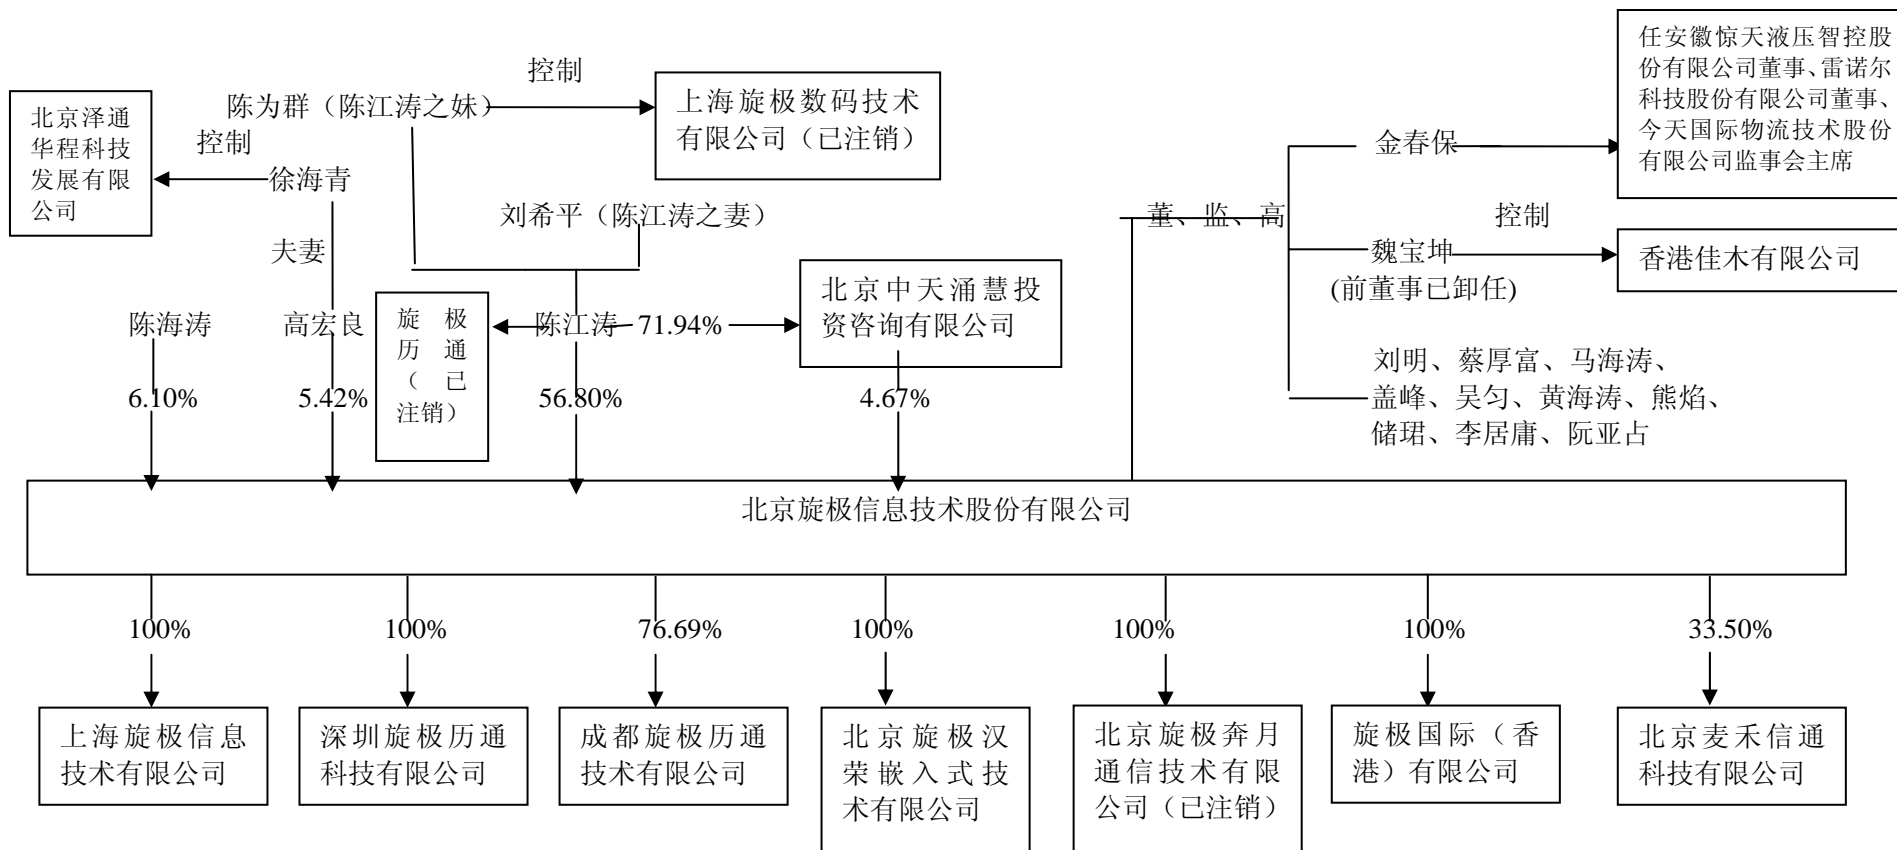 任安徽惊天液压智控股
份有限公司董事、雷诺尔
科技股份有限公司董事、
今天国际物流技术股份
有限公司监事会主席
控制
陈为群（陈江涛之妹）
上海旋极数码技术
有限公司（已注销）
北京泽通
华程科技
发展有限
公司
控制
徐海青
金春保
刘希平（陈江涛之妻）
董、监、高
控制
夫妻
魏宝坤
(前董事已卸任)
香港佳木有限公司
北京中天涌慧投
资咨询有限公司
陈海涛
高宏良
旋极
历通
（已
注销）
陈江涛
71.94%
刘明、蔡厚富、马海涛、
盖峰、吴匀、黄海涛、熊焰、
储珺、李居庸、阮亚占
6.10%
5.42%
56.80%
4.67%
北京旋极信息技术股份有限公司
100%
100%
76.69%
100%
100%
100%
33.50%
上海旋极信息
技术有限公司
深圳旋极历通
科技有限公司
成都旋极历通
技术有限公司
北京旋极汉
荣嵌入式技
术有限公司
北京旋极奔月
通信技术有限
公司（已注销）
旋极国际（香
港）有限公司
北京麦禾信通
科技有限公司